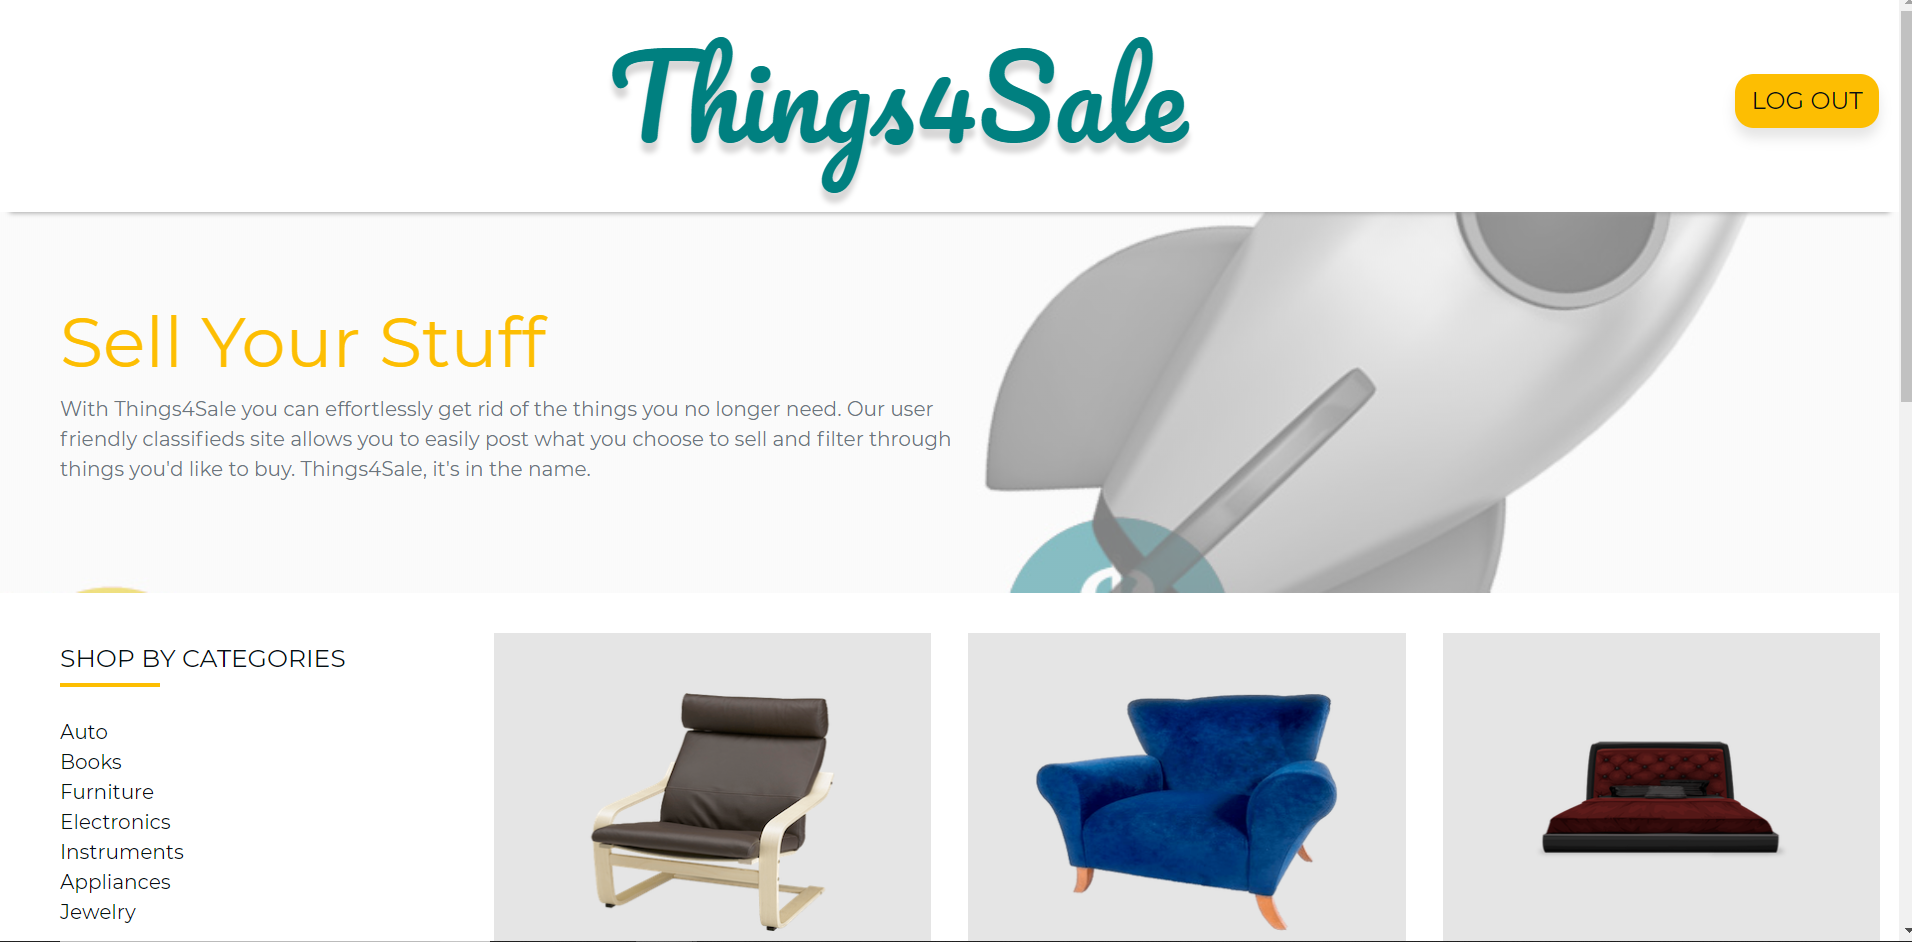 Things4Sale
LOG OUT
Sell Your Stuff
With Things4Sale you can effortlessly get rid of the things you no longer need. Our user
friendly classifieds site allows you to easily post what you choose to sell and filter through
things you'd like to buy. Things4Sale, it's in the name.
SHOP BY CATEGORIES
Auto
Books
Furniture
Electronics
Instruments
Appliances
Jewelry